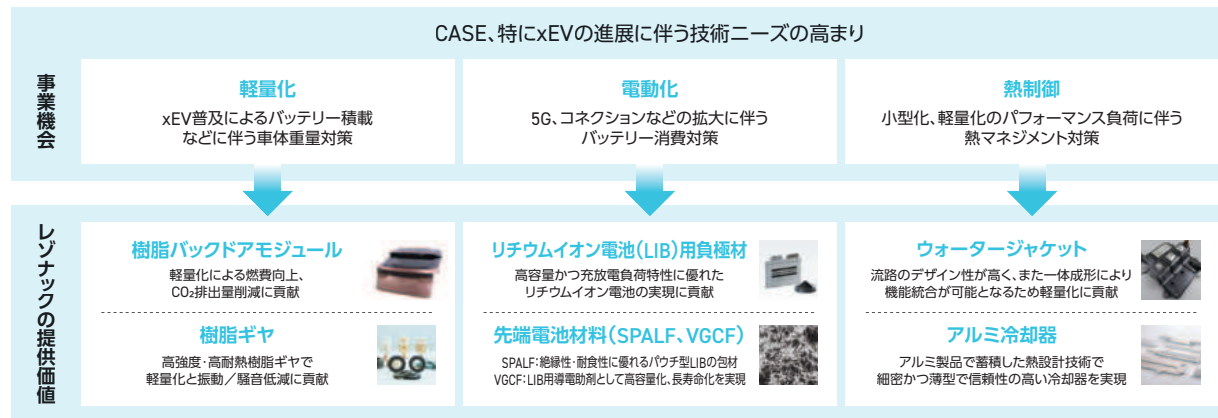 CASE、特にxEVの進展に伴う技術ニーズの高まり
事業機会
軽量化
xEV普及によるバッテリー積載
などに伴う車体重量対策
電動化
5G、コネクションなどの拡大に伴う
バッテリー消費対策
熱制御
小型化、軽量化のパフォーマンス負荷に伴う
熱マネジメント対策
レゾナックの提供価値
樹脂バックドアモジュール
軽量化による燃費向上、
CO₂排出量削減に貢献
樹脂ギヤ
高強度・高耐熱樹脂ギヤで
軽量化と振動／騒音低減に貢献
リチウムイオン電池(LIB)用負極材
高容量かつ充放電負荷特性に優れた
リチウムイオン電池の実現に貢献
先端電池材料(SPALF、VGCF)
SPALF:絶縁性・耐食性に優れるパウチ型LIBの包材
VGCF:LIB用導電助剤として高容量化、長寿命化を実現
ウォータージャケット
流路のデザイン性が高く、また一体成形により
機能統合が可能となるため軽量化に貢献
アルミ冷却器
アルミ製品で蓄積した熱設計技術で
細密かつ薄型で信頼性の高い冷却器を実現